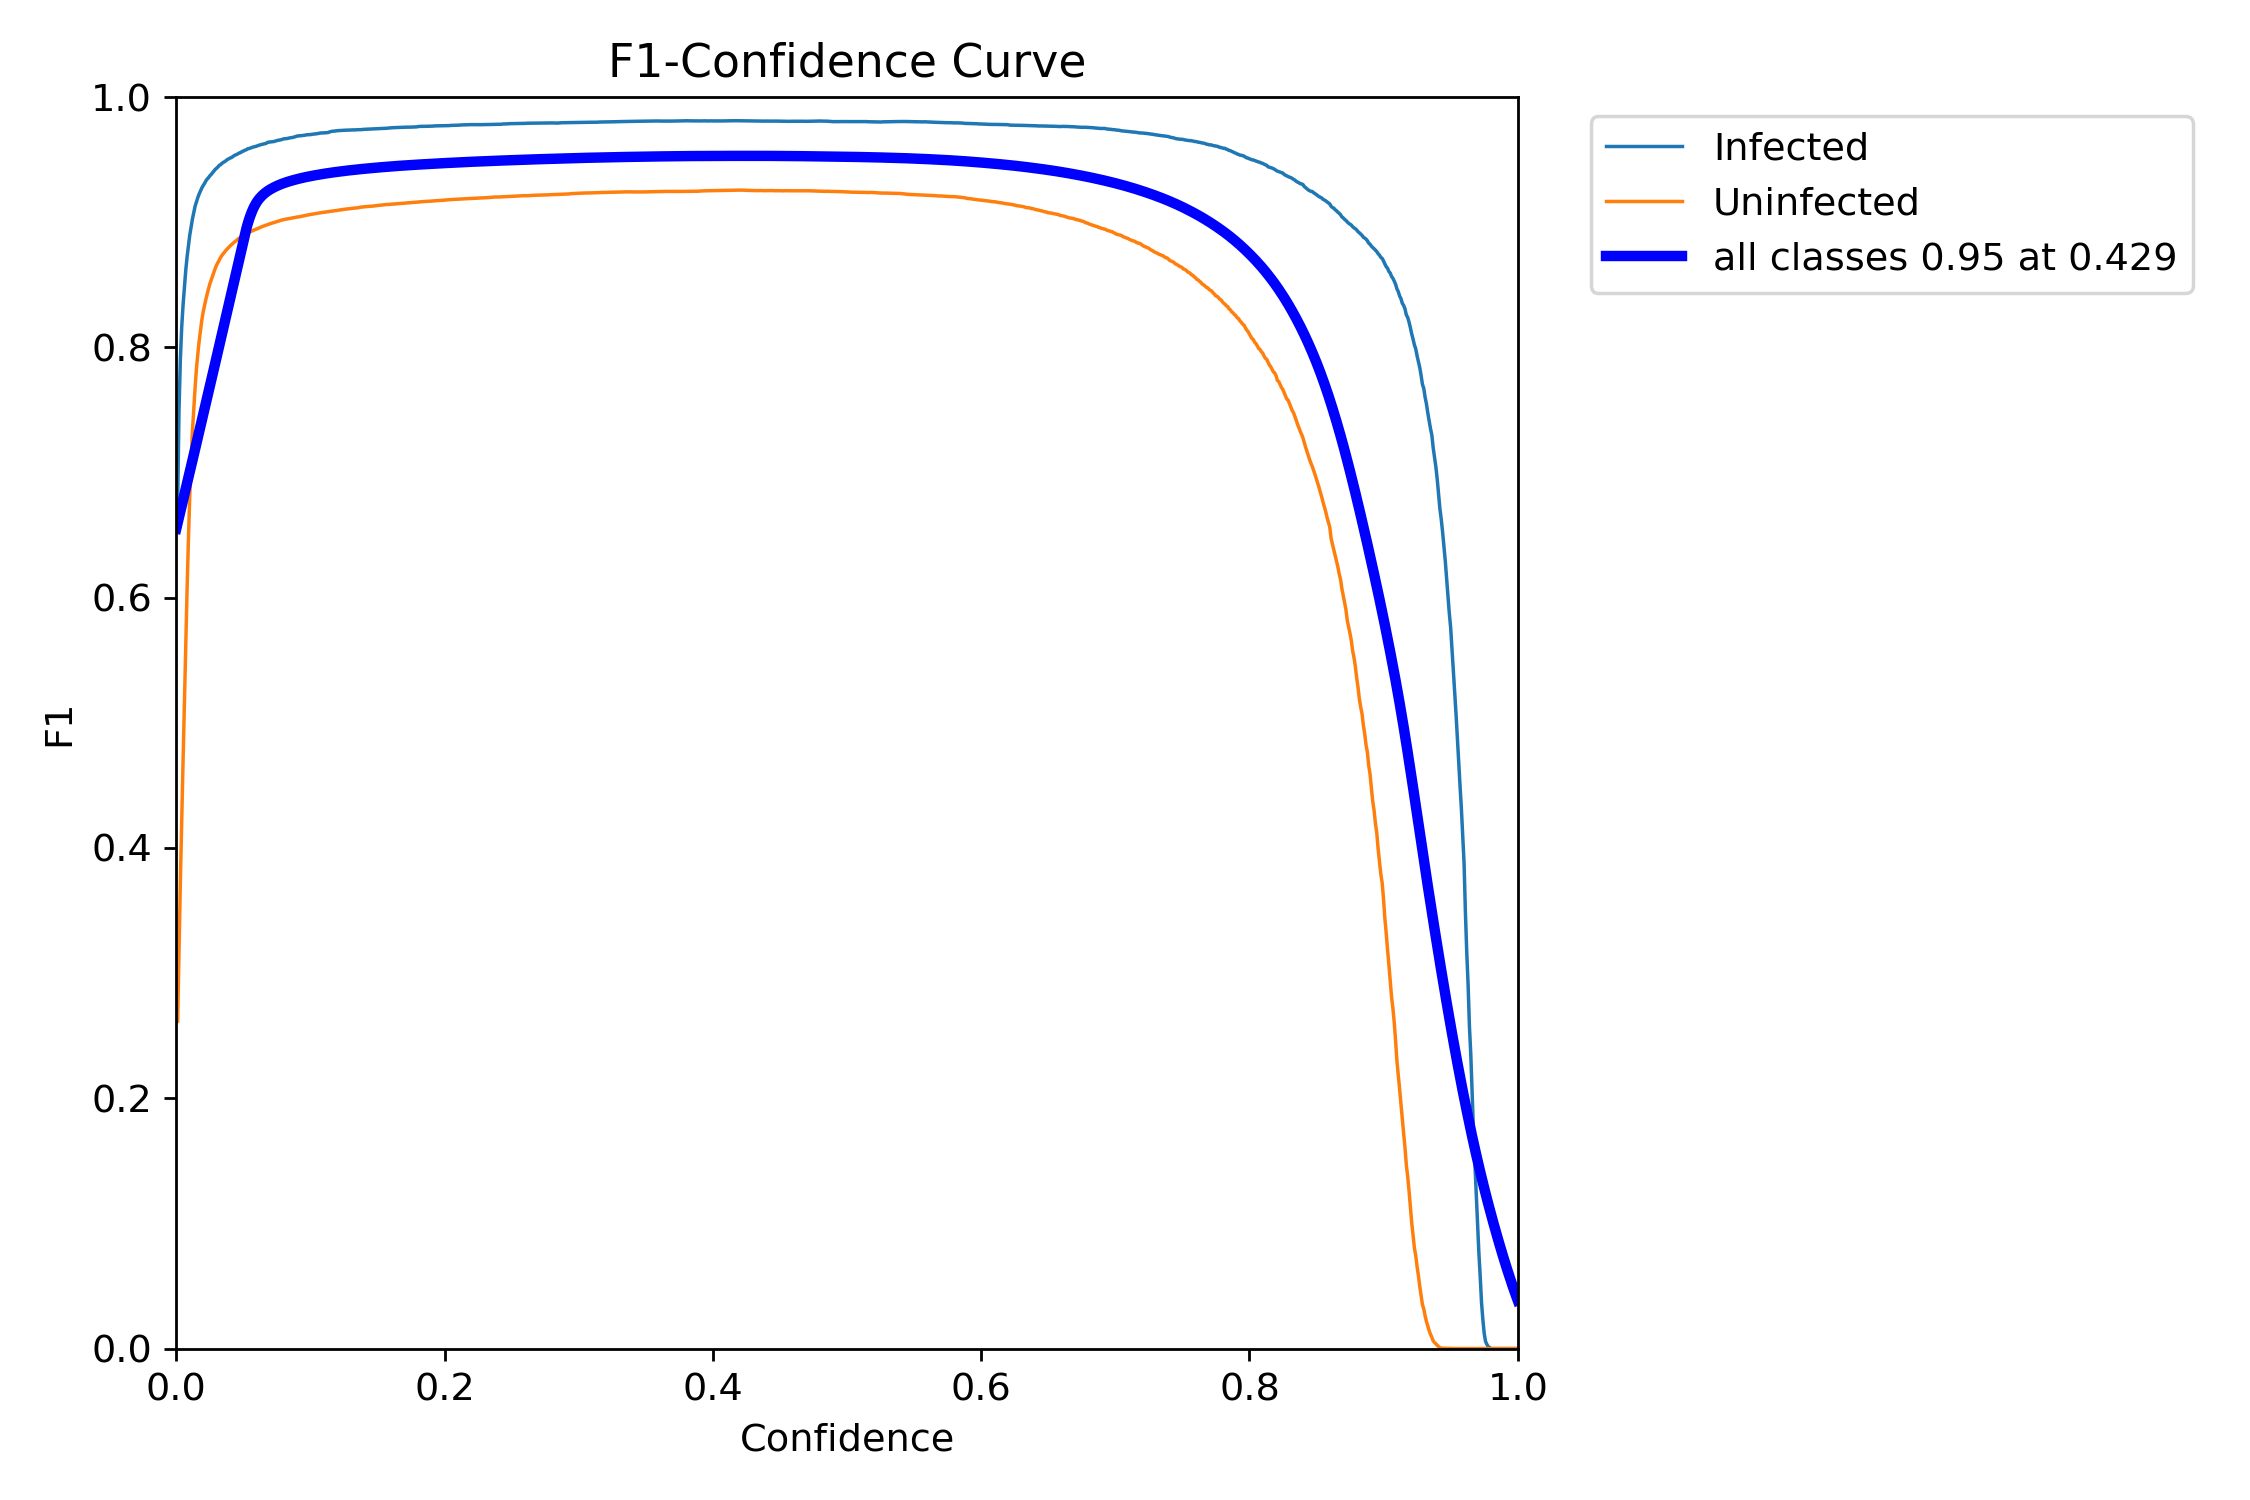 F1-Confidence Curve
1.0
0.8
0.6
0.4
0.2
0.0
F1
0.0 0.2 0.4 0.6 0.8 1.0
Confidence
Infected
Uninfected
all classes 0.95 at 0.429